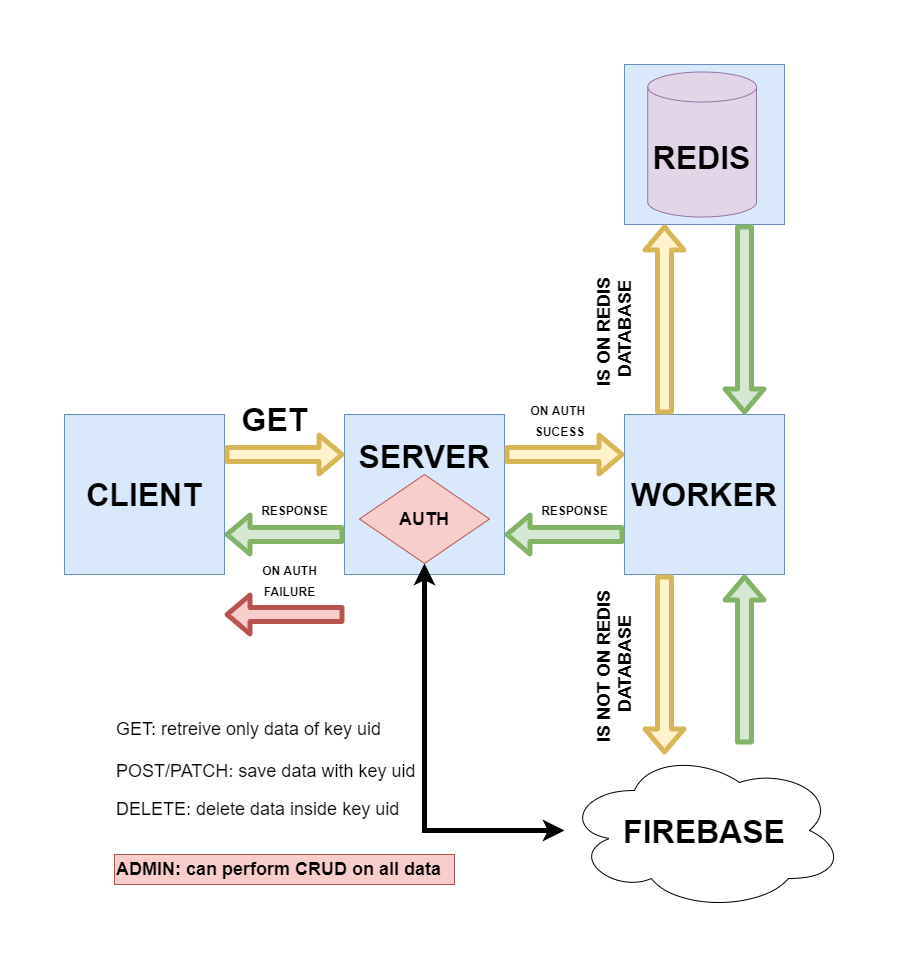 REDIS
IS ON REDIS
DATABASE
GET
ON AUTH
SUCESS
CLIENT
SERVER
WORKER
AUTH
RESPONSE
RESPONSE
ON AUTH
FAILURE
IS NOT ON REDIS
DATABASE
GET: retreive only data of key uid
POST/PATCH: save data with key uid
DELETE: delete data inside key uid
FIREBASE
ADMIN: can perform CRUD on all data